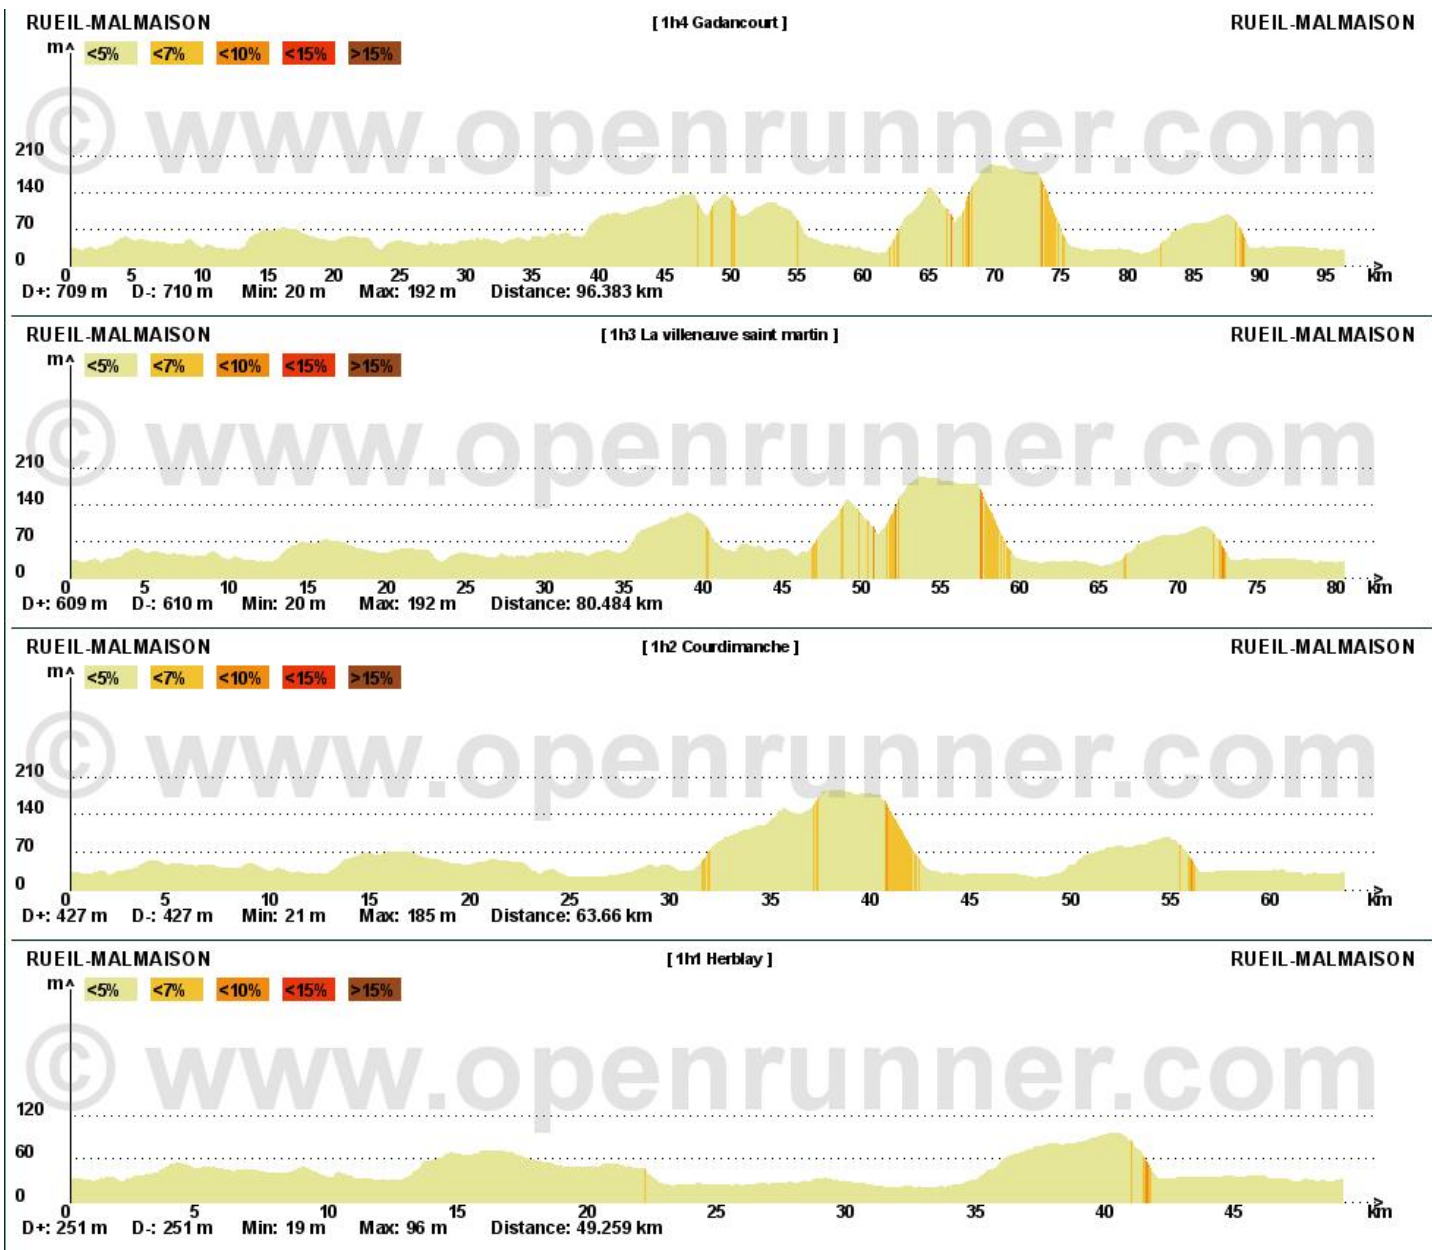 RUEIL-MALMAISON [ 1h4 Gadancourt ] RUEIL-MALMAISON
m <5% <7% <10% <15% >15%
© www.openrunner.com
210
140
70
0
0 5 10 15 20 25 30 35 40 45 50 55 60 65 70 75 80 85 90 95 km
D+: 709 m D-: 710 m Min: 20 m Max: 192 m Distance: 96.383 km
RUEIL-MALMAISON [ 1h3 La villeneuve saint martin ] RUEIL-MALMAISON
m <5% <7% <10% <15% >15%
© www.openrunner.com
210
140
70
0
0 5 10 15 20 25 30 35 40 45 50 55 60 65 70 75 80 km
D+: 609 m D-: 610 m Min: 20 m Max: 192 m Distance: 80.484 km
RUEIL-MALMAISON [ 1h2 Courdimanche ] RUEIL-MALMAISON
m <5% <7% <10% <15% >15%
© www.openrunner.com
210
140
70
0
0 5 10 15 20 25 30 35 40 45 50 55 60 km
D+: 427 m D-: 427 m Min: 21 m Max: 185 m Distance: 63.66 km
RUEIL-MALMAISON [ 1h1 Herblay ] RUEIL-MALMAISON
m <5% <7% <10% <15% >15%
© www.openrunner.com
120
60
0
5 10 15 20 25 30 35 40 45 km
D+: 251 m D-: 251 m Min: 19 m Max: 96 m Distance: 49.259 km